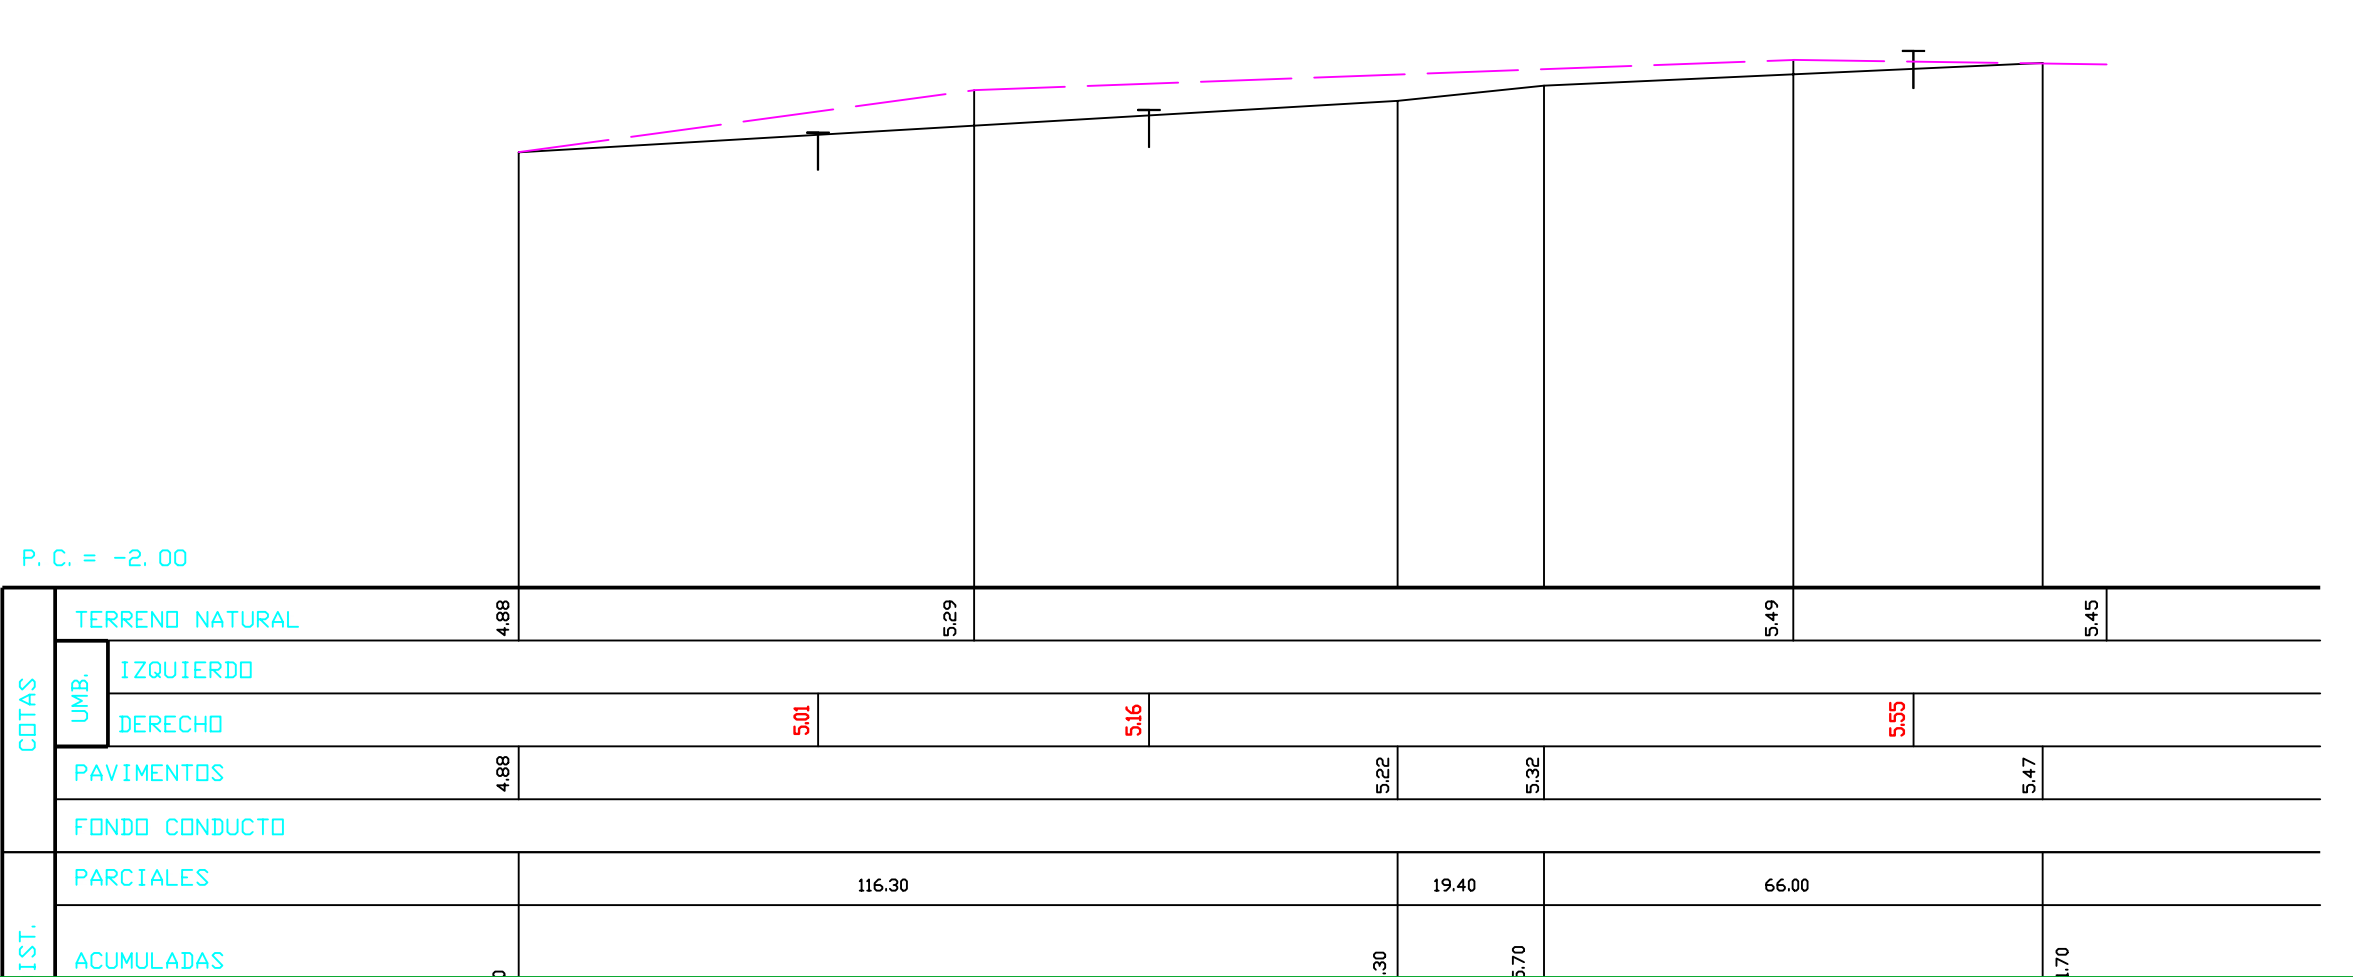 P.C. = -2.00
COTAS
TERRENO NATURAL 4.88 5.29 5.49 5.45
UMB.
IZQUIERDO
DERECHO 5.01 5.16 5.55
PAVIMENTOS 4.88 5.22 5.32 5.47
FONDO CONDUCTO
PARCIALES 116.30 19.40 66.00
ACUMULADAS